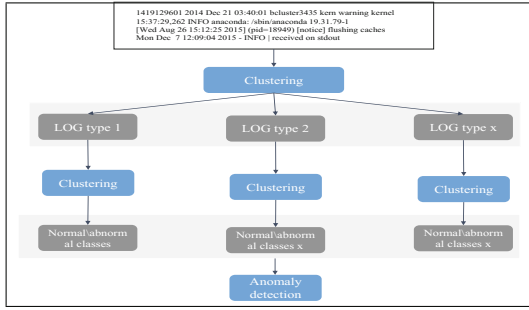 1419129601 2014 Dec 21 03:40:01 bcluster3435 kern warning kernel
15:37:29,262 INFO anaconda: /sbin/anaconda 19.31.79-1
[Wed Aug 26 15:12:25 2015] (pid=18949) [notice] flushing caches
Mon Dec 7 12:09:04 2015 - INFO | received on stdout
Clustering
LOG type 1
LOG type 2
LOG type x
Clustering
Clustering
Clustering
Normal\abnorm
al classes
Normal\abnorm
al classes x
Normal\abnorm
al classes x
Anomaly
detection